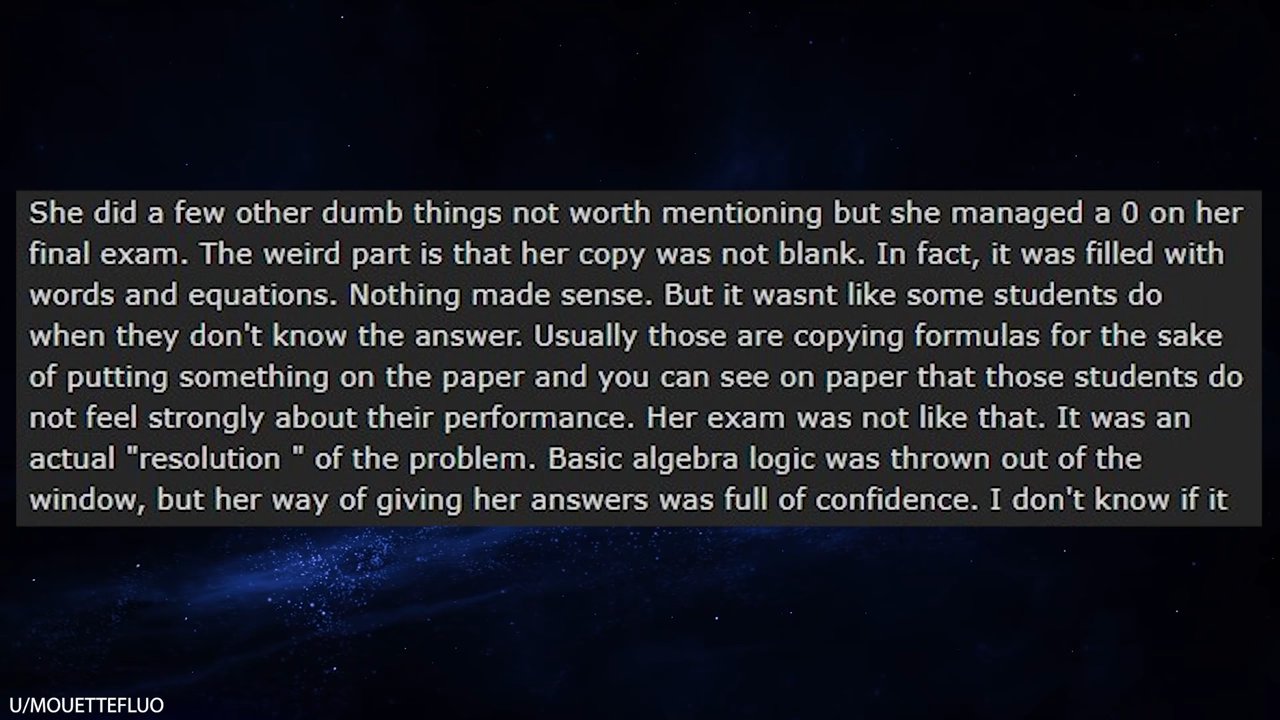 She did a few other dumb things not worth mentioning but she managed a 0 on her
final exam. The weird part is that her copy was not blank. In fact, it was filled with
words and equations. Nothing made sense. But it wasnt like some students do
when they don't know the answer. Usually those are copying formulas for the sake
of putting something on the paper and you can see on paper that those students do
not feel strongly about their performance. Her exam was not like that. It was an
actual "resolution " of the problem. Basic algebra logic was thrown out of the
window, but her way of giving her answers was full of confidence. I don't know if it
U/MOUETTEFLUO